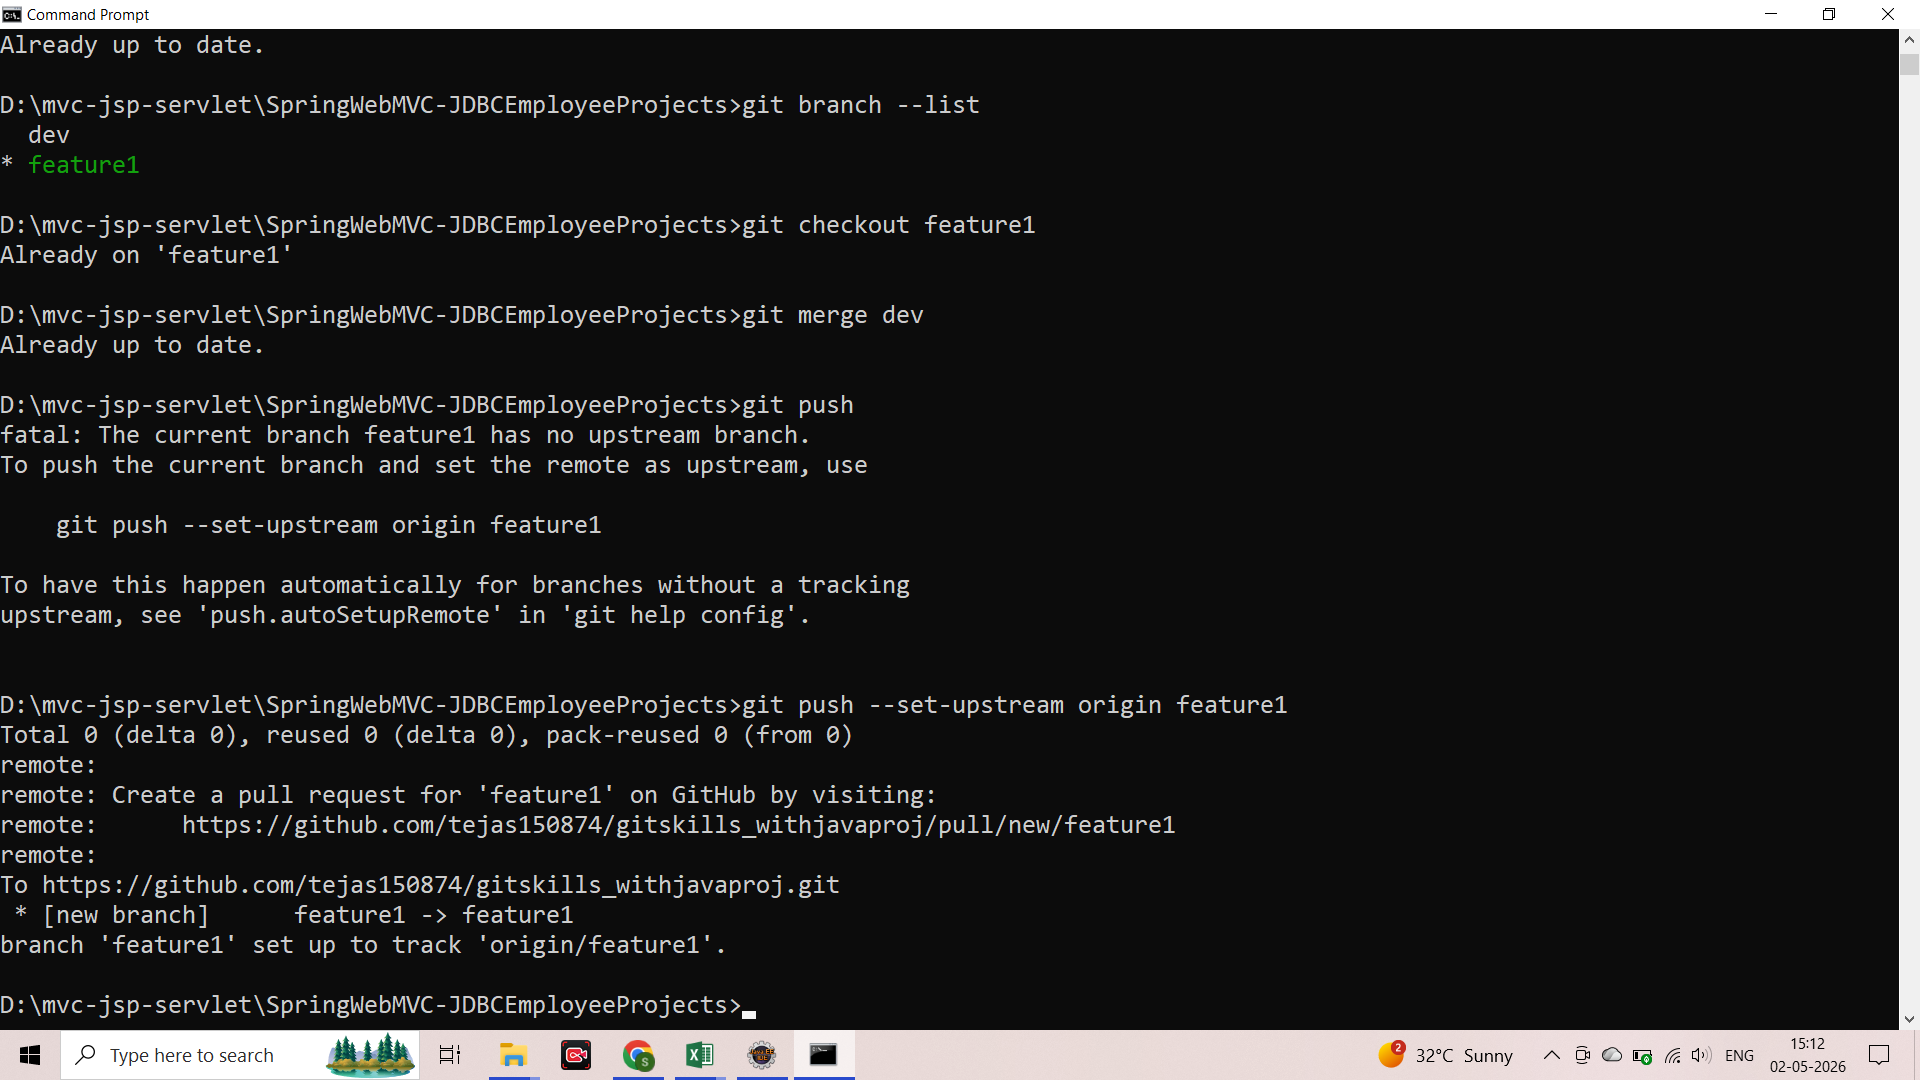 Command Prompt
Already up to date.
D:\mvc-jsp-servlet\SpringWebMVC-JDBCEmployeeProjects>git branch --list
  dev
* feature1
D:\mvc-jsp-servlet\SpringWebMVC-JDBCEmployeeProjects>git checkout feature1
Already on 'feature1'
D:\mvc-jsp-servlet\SpringWebMVC-JDBCEmployeeProjects>git merge dev
Already up to date.
D:\mvc-jsp-servlet\SpringWebMVC-JDBCEmployeeProjects>git push
fatal: The current branch feature1 has no upstream branch.
To push the current branch and set the remote as upstream, use
    git push --set-upstream origin feature1
To have this happen automatically for branches without a tracking
upstream, see 'push.autoSetupRemote' in 'git help config'.
D:\mvc-jsp-servlet\SpringWebMVC-JDBCEmployeeProjects>git push --set-upstream origin feature1
Total 0 (delta 0), reused 0 (delta 0), pack-reused 0 (from 0)
remote:
remote: Create a pull request for 'feature1' on GitHub by visiting:
remote:      https://github.com/tejas150874/gitskills_withjavaproj/pull/new/feature1
remote:
To https://github.com/tejas150874/gitskills_withjavaproj.git
 * [new branch]      feature1 -> feature1
branch 'feature1' set up to track 'origin/feature1'.
D:\mvc-jsp-servlet\SpringWebMVC-JDBCEmployeeProjects>
Type here to search
2
32°C Sunny
ENG
15:12
02-05-2026